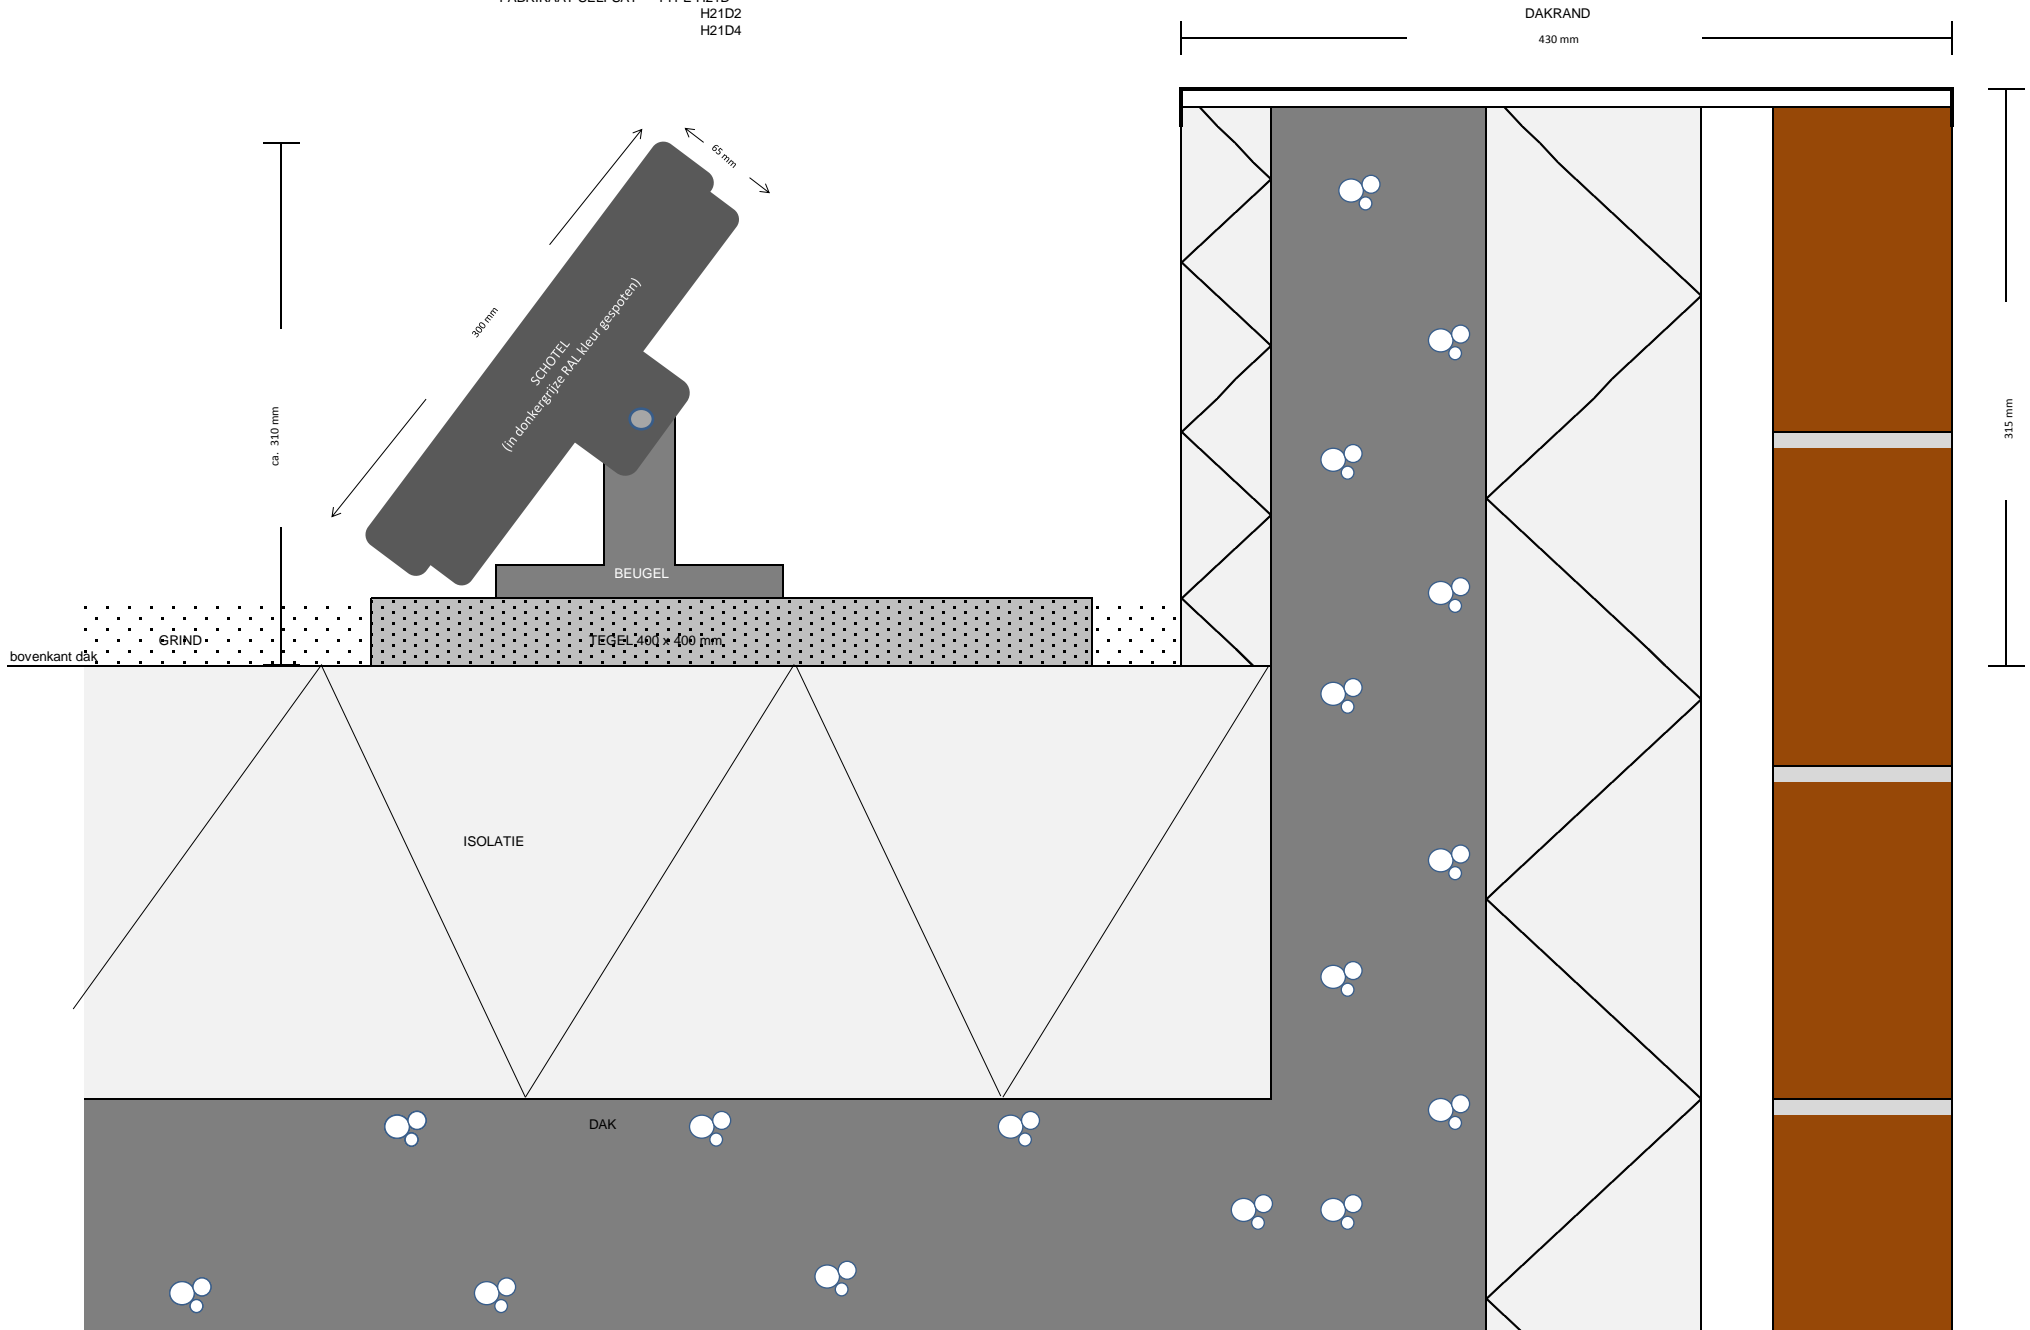 H21D2
H21D4
DAKRAND
430 mm
65 mm
300 mm
SCHOTEL
(in donkergrijze RAL kleur gespoten)
ca. 310 mm
315 mm
BEUGEL
GRIND
TEGEL 400 x 400 mm
bovenkant dak
ISOLATIE
DAK